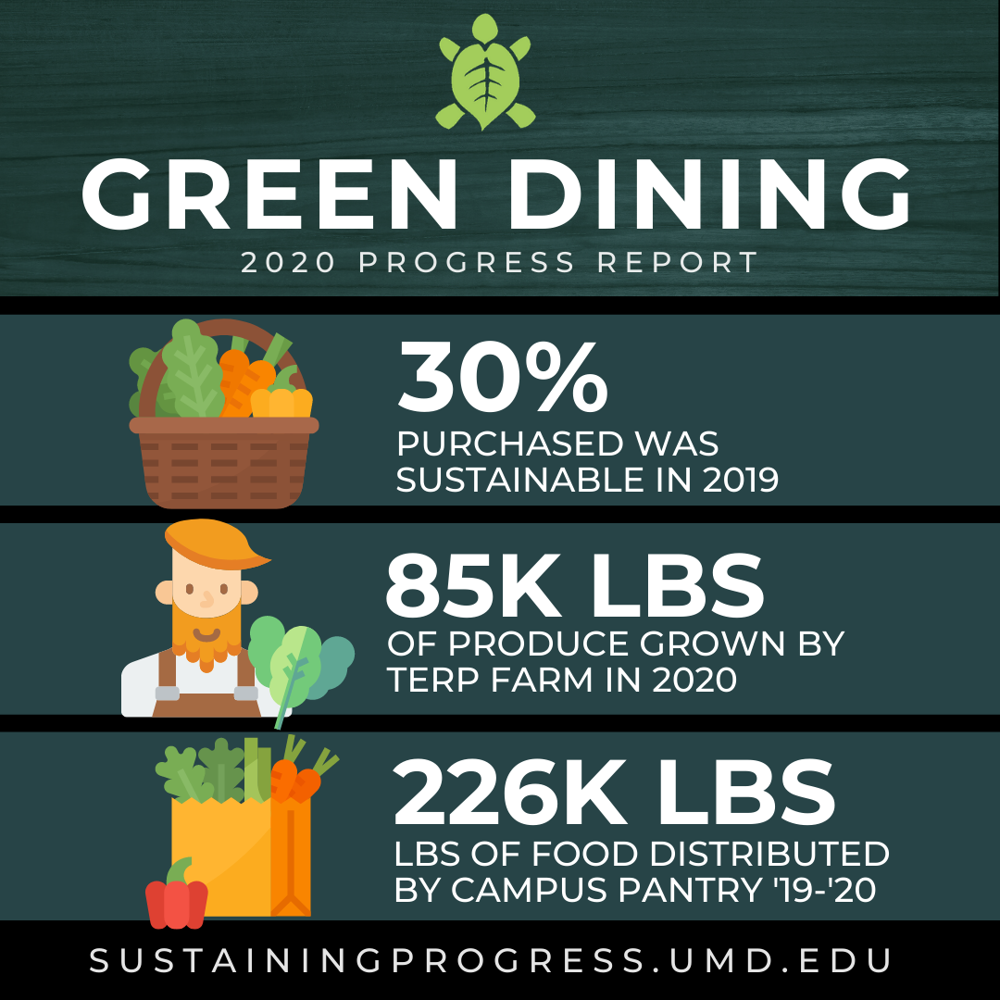 GREEN DINING
2020 PROGRESS REPORT
30%
PURCHASED WAS
SUSTAINABLE IN 2019
85K LBS
OF PRODUCE GROWN BY
TERP FARM IN 2020
226K LBS
LBS OF FOOD DISTRIBUTED
BY CAMPUS PANTRY '19-'20
SUSTAININGPROGRESS.UMD.EDU